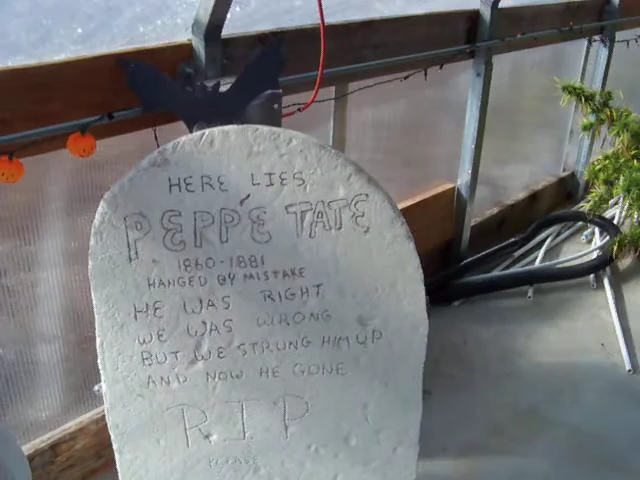 HERE LIES
PEPPÉ TATE
1860-1881
HANGED BY MISTAKE
HE WAS RIGHT
WE WAS WRONG
BUT WE STRUNG HIM UP
AND NOW HE GONE
RIP